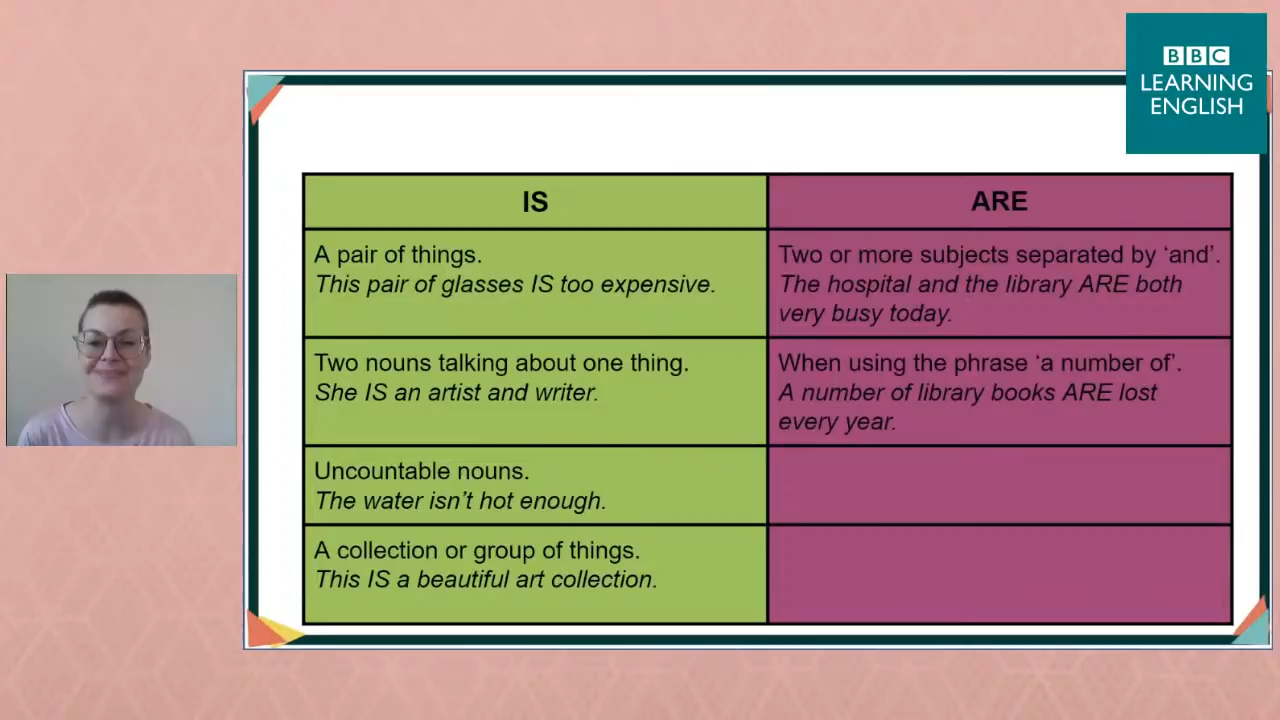 BBC
LEARNING
ENGLISH
IS
ARE
A pair of things.
This pair of glasses IS too expensive.
Two or more subjects separated by ‘and’.
The hospital and the library ARE both
very busy today.
Two nouns talking about one thing.
She IS an artist and writer.
When using the phrase ‘a number of’.
A number of library books ARE lost
every year.
Uncountable nouns.
The water isn’t hot enough.
A collection or group of things.
This IS a beautiful art collection.